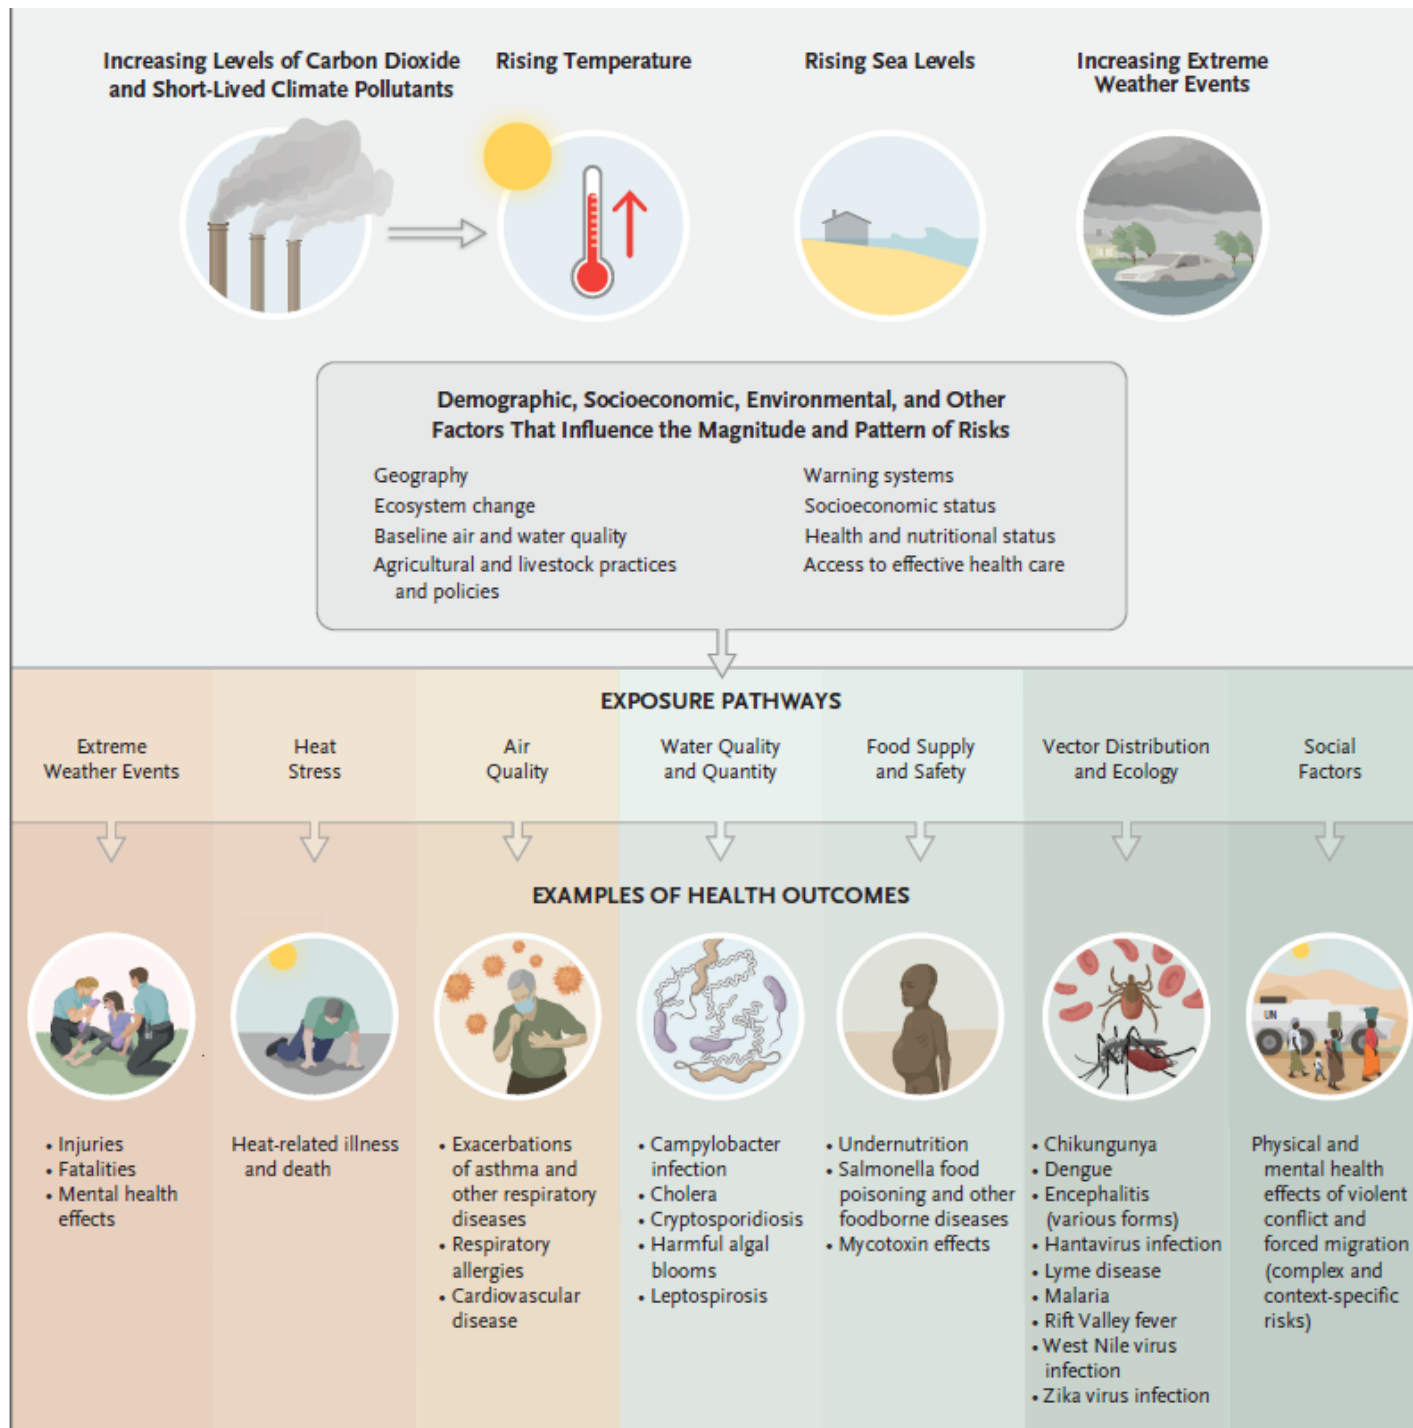 Increasing Levels of Carbon Dioxide
and Short-Lived Climate Pollutants
Rising Temperature
Rising Sea Levels
Increasing Extreme
Weather Events
Demographic, Socioeconomic, Environmental, and Other
Factors That Influence the Magnitude and Pattern of Risks
Geography
Ecosystem change
Baseline air and water quality
Agricultural and livestock practices
and policies
Warning systems
Socioeconomic status
Health and nutritional status
Access to effective health care
EXPOSURE PATHWAYS
Extreme
Weather Events
Heat
Stress
Air
Quality
Water Quality
and Quantity
Food Supply
and Safety
Vector Distribution
and Ecology
Social
Factors
EXAMPLES OF HEALTH OUTCOMES
UN
• Injuries
• Fatalities
• Mental health
effects
Heat-related illness
and death
• Exacerbations
of asthma and
other respiratory
diseases
• Respiratory
allergies
• Cardiovascular
disease
• Campylobacter
infection
• Cholera
• Cryptosporidiosis
• Harmful algal
blooms
• Leptospirosis
• Undernutrition
• Salmonella food
poisoning and other
foodborne diseases
• Mycotoxin effects
• Chikungunya
• Dengue
• Encephalitis
(various forms)
• Hantavirus infection
• Lyme disease
• Malaria
• Rift Valley fever
• West Nile virus
infection
• Zika virus infection
Physical and
mental health
effects of violent
conflict and
forced migration
(complex and
context-specific
risks)